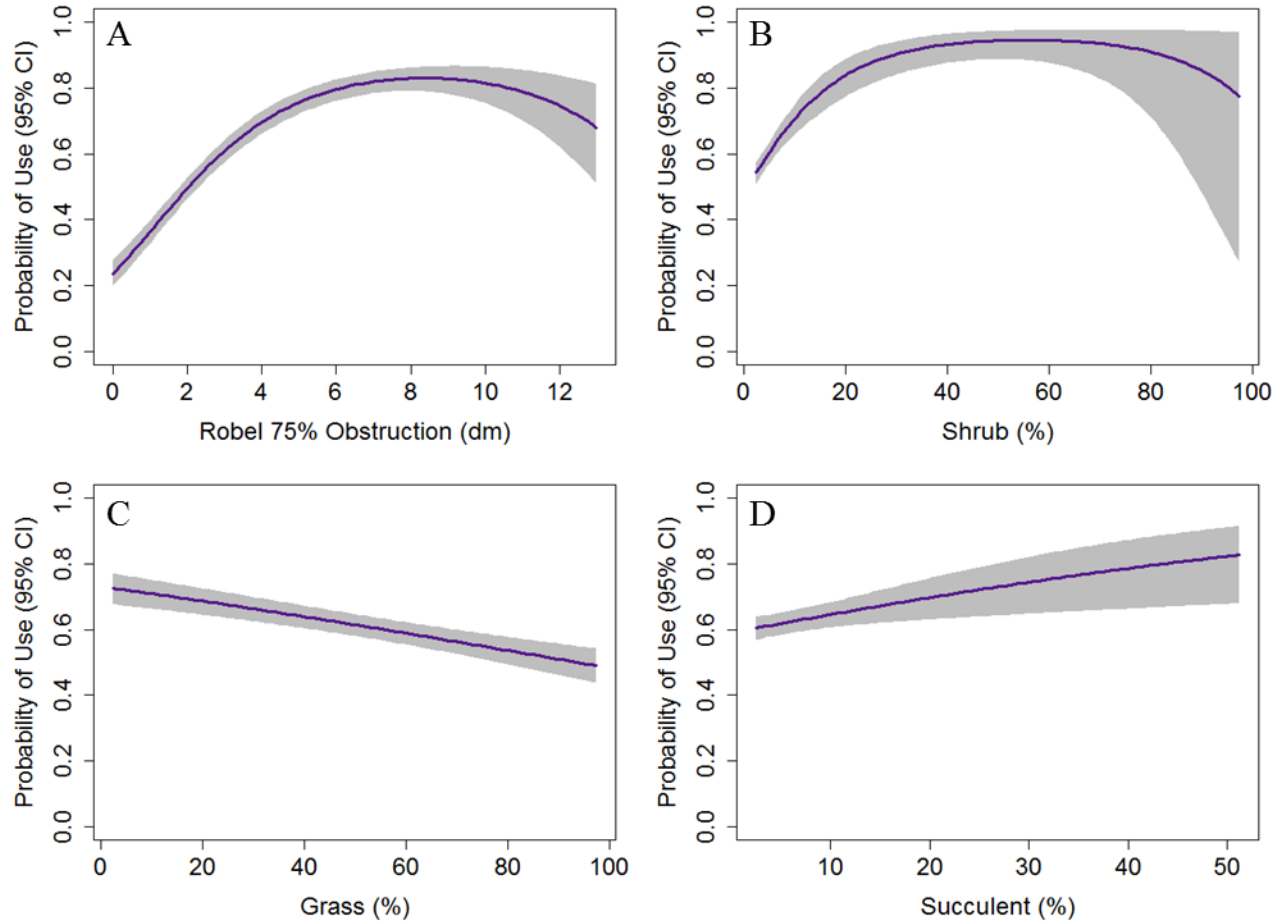 A
Probability of Use (95% CI)
0.0 0.2 0.4 0.6 0.8 1.0
0 2 4 6 8 10 12
Robel 75% Obstruction (dm)
B
Probability of Use (95% CI)
0.0 0.2 0.4 0.6 0.8 1.0
0 20 40 60 80 100
Shrub (%)
C
Probability of Use (95% CI)
0.0 0.2 0.4 0.6 0.8 1.0
0 20 40 60 80 100
Grass (%)
D
Probability of Use (95% CI)
0.0 0.2 0.4 0.6 0.8 1.0
10 20 30 40 50
Succulent (%)